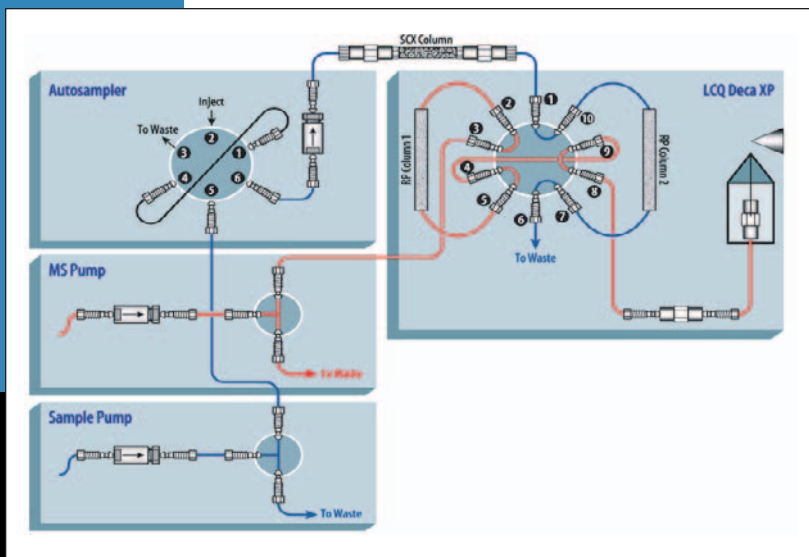 SCX Column
Autosampler
Inject
To Waste
2
3
1
4
6
5
LCQ Deca XP
1
2
10
3
9
4
8
5
7
6
RP Column 1
RP Column 2
To Waste
MS Pump
To Waste
Sample Pump
To Waste